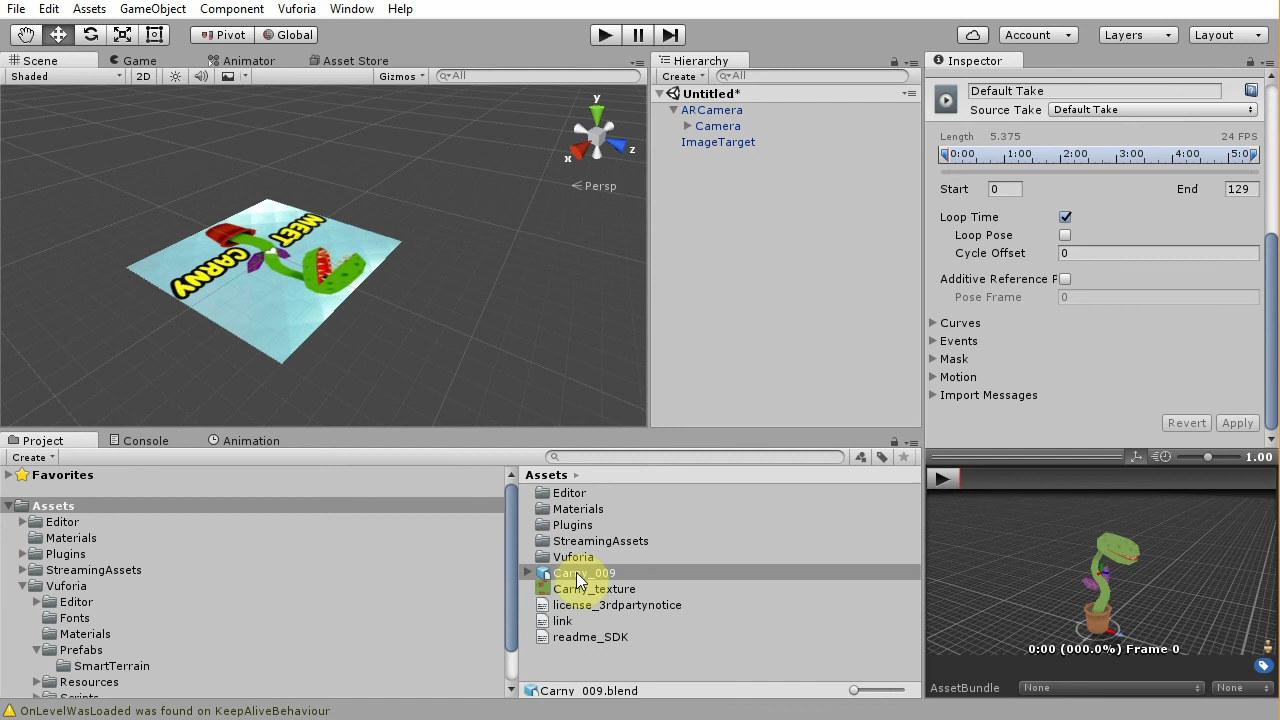 File Edit Assets GameObject Component Vuforia Window Help
Pivot Global Account Layers Layout
Scene Game Animator Asset Store
Shaded 2D Gizmos All
y
x
z
Persp
MEET
CARNY
Hierarchy
Create All
Untitled*
ARCamera
Camera
ImageTarget
Inspector
Default Take
Source Take Default Take
Length 5.375 24 FPS
0:00 1:00 2:00 3:00 4:00 5:0
Start 0 End 129
Loop Time
Loop Pose
Cycle Offset 0
Additive Reference P
Pose Frame 0
Curves
Events
Mask
Motion
Import Messages
Revert Apply
1.00
0:00 (000.0%) Frame 0
AssetBundle None None
Project Console Animation
Create
Favorites
Assets
Editor
Materials
Plugins
StreamingAssets
Vuforia
Editor
Fonts
Materials
Prefabs
SmartTerrain
Resources
Scripts
Assets
Editor
Materials
Plugins
StreamingAssets
Vuforia
Carny_009
Carny_texture
license_3rdpartynotice
link
readme_SDK
Carny_009.blend
OnLevelWasLoaded was found on KeepAliveBehaviour